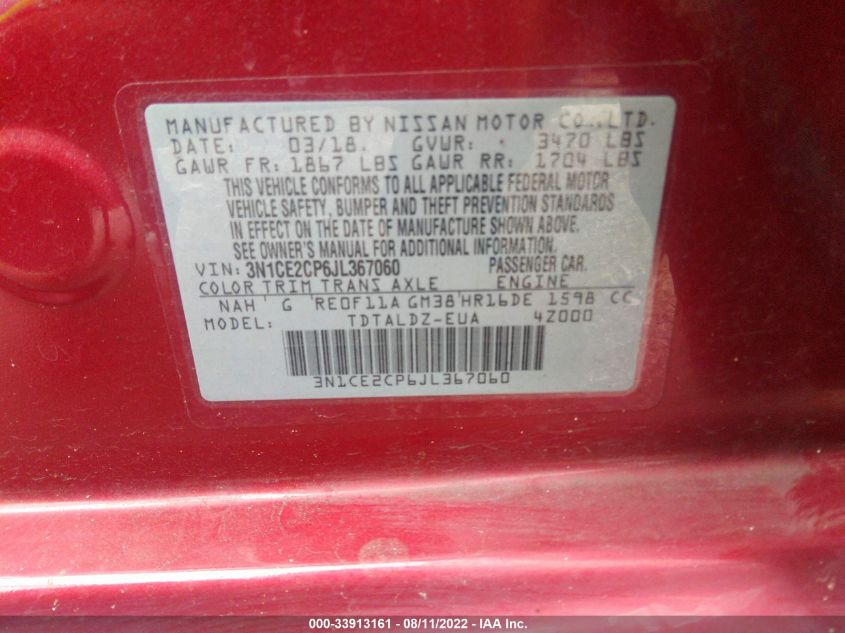 MANUFACTURED BY NISSAN MOTOR CO., LTD.
DATE: 03/18 GVWR: 3470 LBS
GAWR FR: 1867 LBS GAWR RR: 1704 LBS
THIS VEHICLE CONFORMS TO ALL APPLICABLE FEDERAL MOTOR
VEHICLE SAFETY, BUMPER AND THEFT PREVENTION STANDARDS
IN EFFECT ON THE DATE OF MANUFACTURE SHOWN ABOVE.
SEE OWNER'S MANUAL FOR ADDITIONAL INFORMATION.
VIN: 3N1CE2CP6JL367060 PASSENGER CAR.
COLOR TRIM TRANS AXLE ENGINE
NAH G RE0F11A GM38 HR16DE 1598 CC
MODEL: TDTALDZ-EUA 4Z000
3N1CE2CP6JL367060
000-33913161 - 08/11/2022 - IAA Inc.